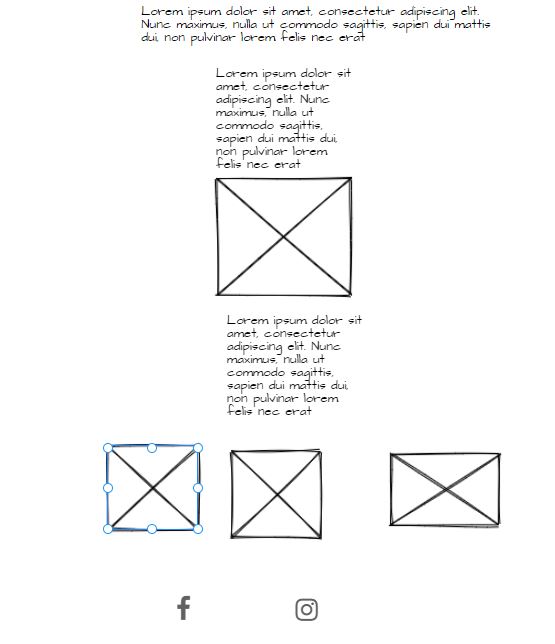 Lorem ipsum dolor sit amet, consectetur adipiscing elit.
Nunc maximus, nulla ut commodo sagittis, sapien dui mattis
dui, non pulvinar lorem felis nec erat
Lorem ipsum dolor sit
amet, consectetur
adipiscing elit. Nunc
maximus, nulla ut
commodo sagittis,
sapien dui mattis dui,
non pulvinar lorem
felis nec erat
Lorem ipsum dolor sit
amet, consectetur
adipiscing elit. Nunc
maximus, nulla ut
commodo sagittis,
sapien dui mattis dui,
non pulvinar lorem
felis nec erat